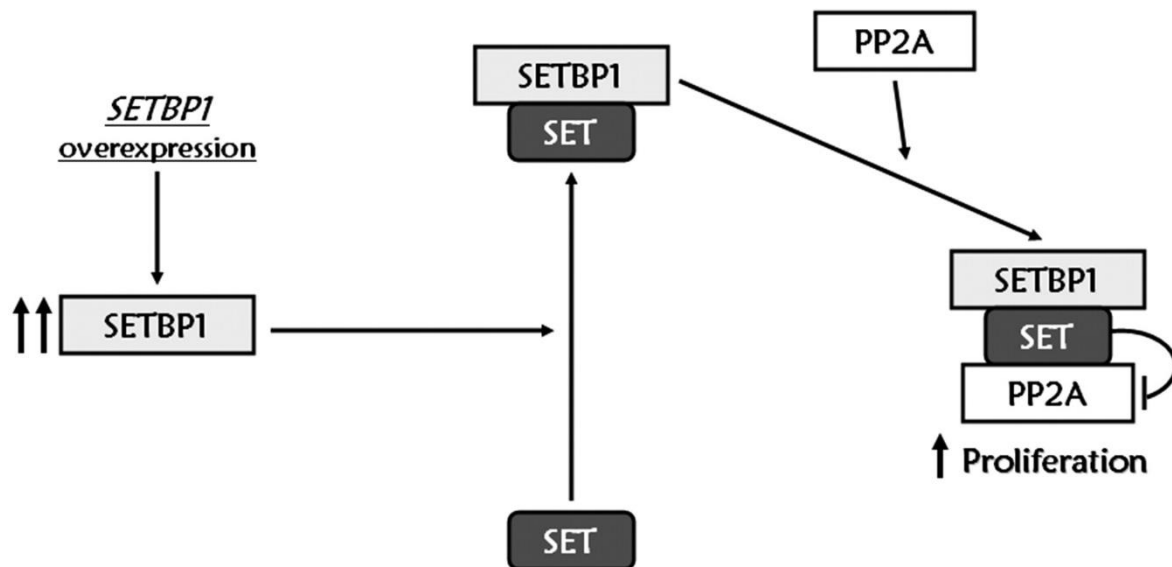 PP2A
SETBP1
SET
SETBP1
overexpression
SETBP1
SETBP1
SET
PP2A
Proliferation
SET